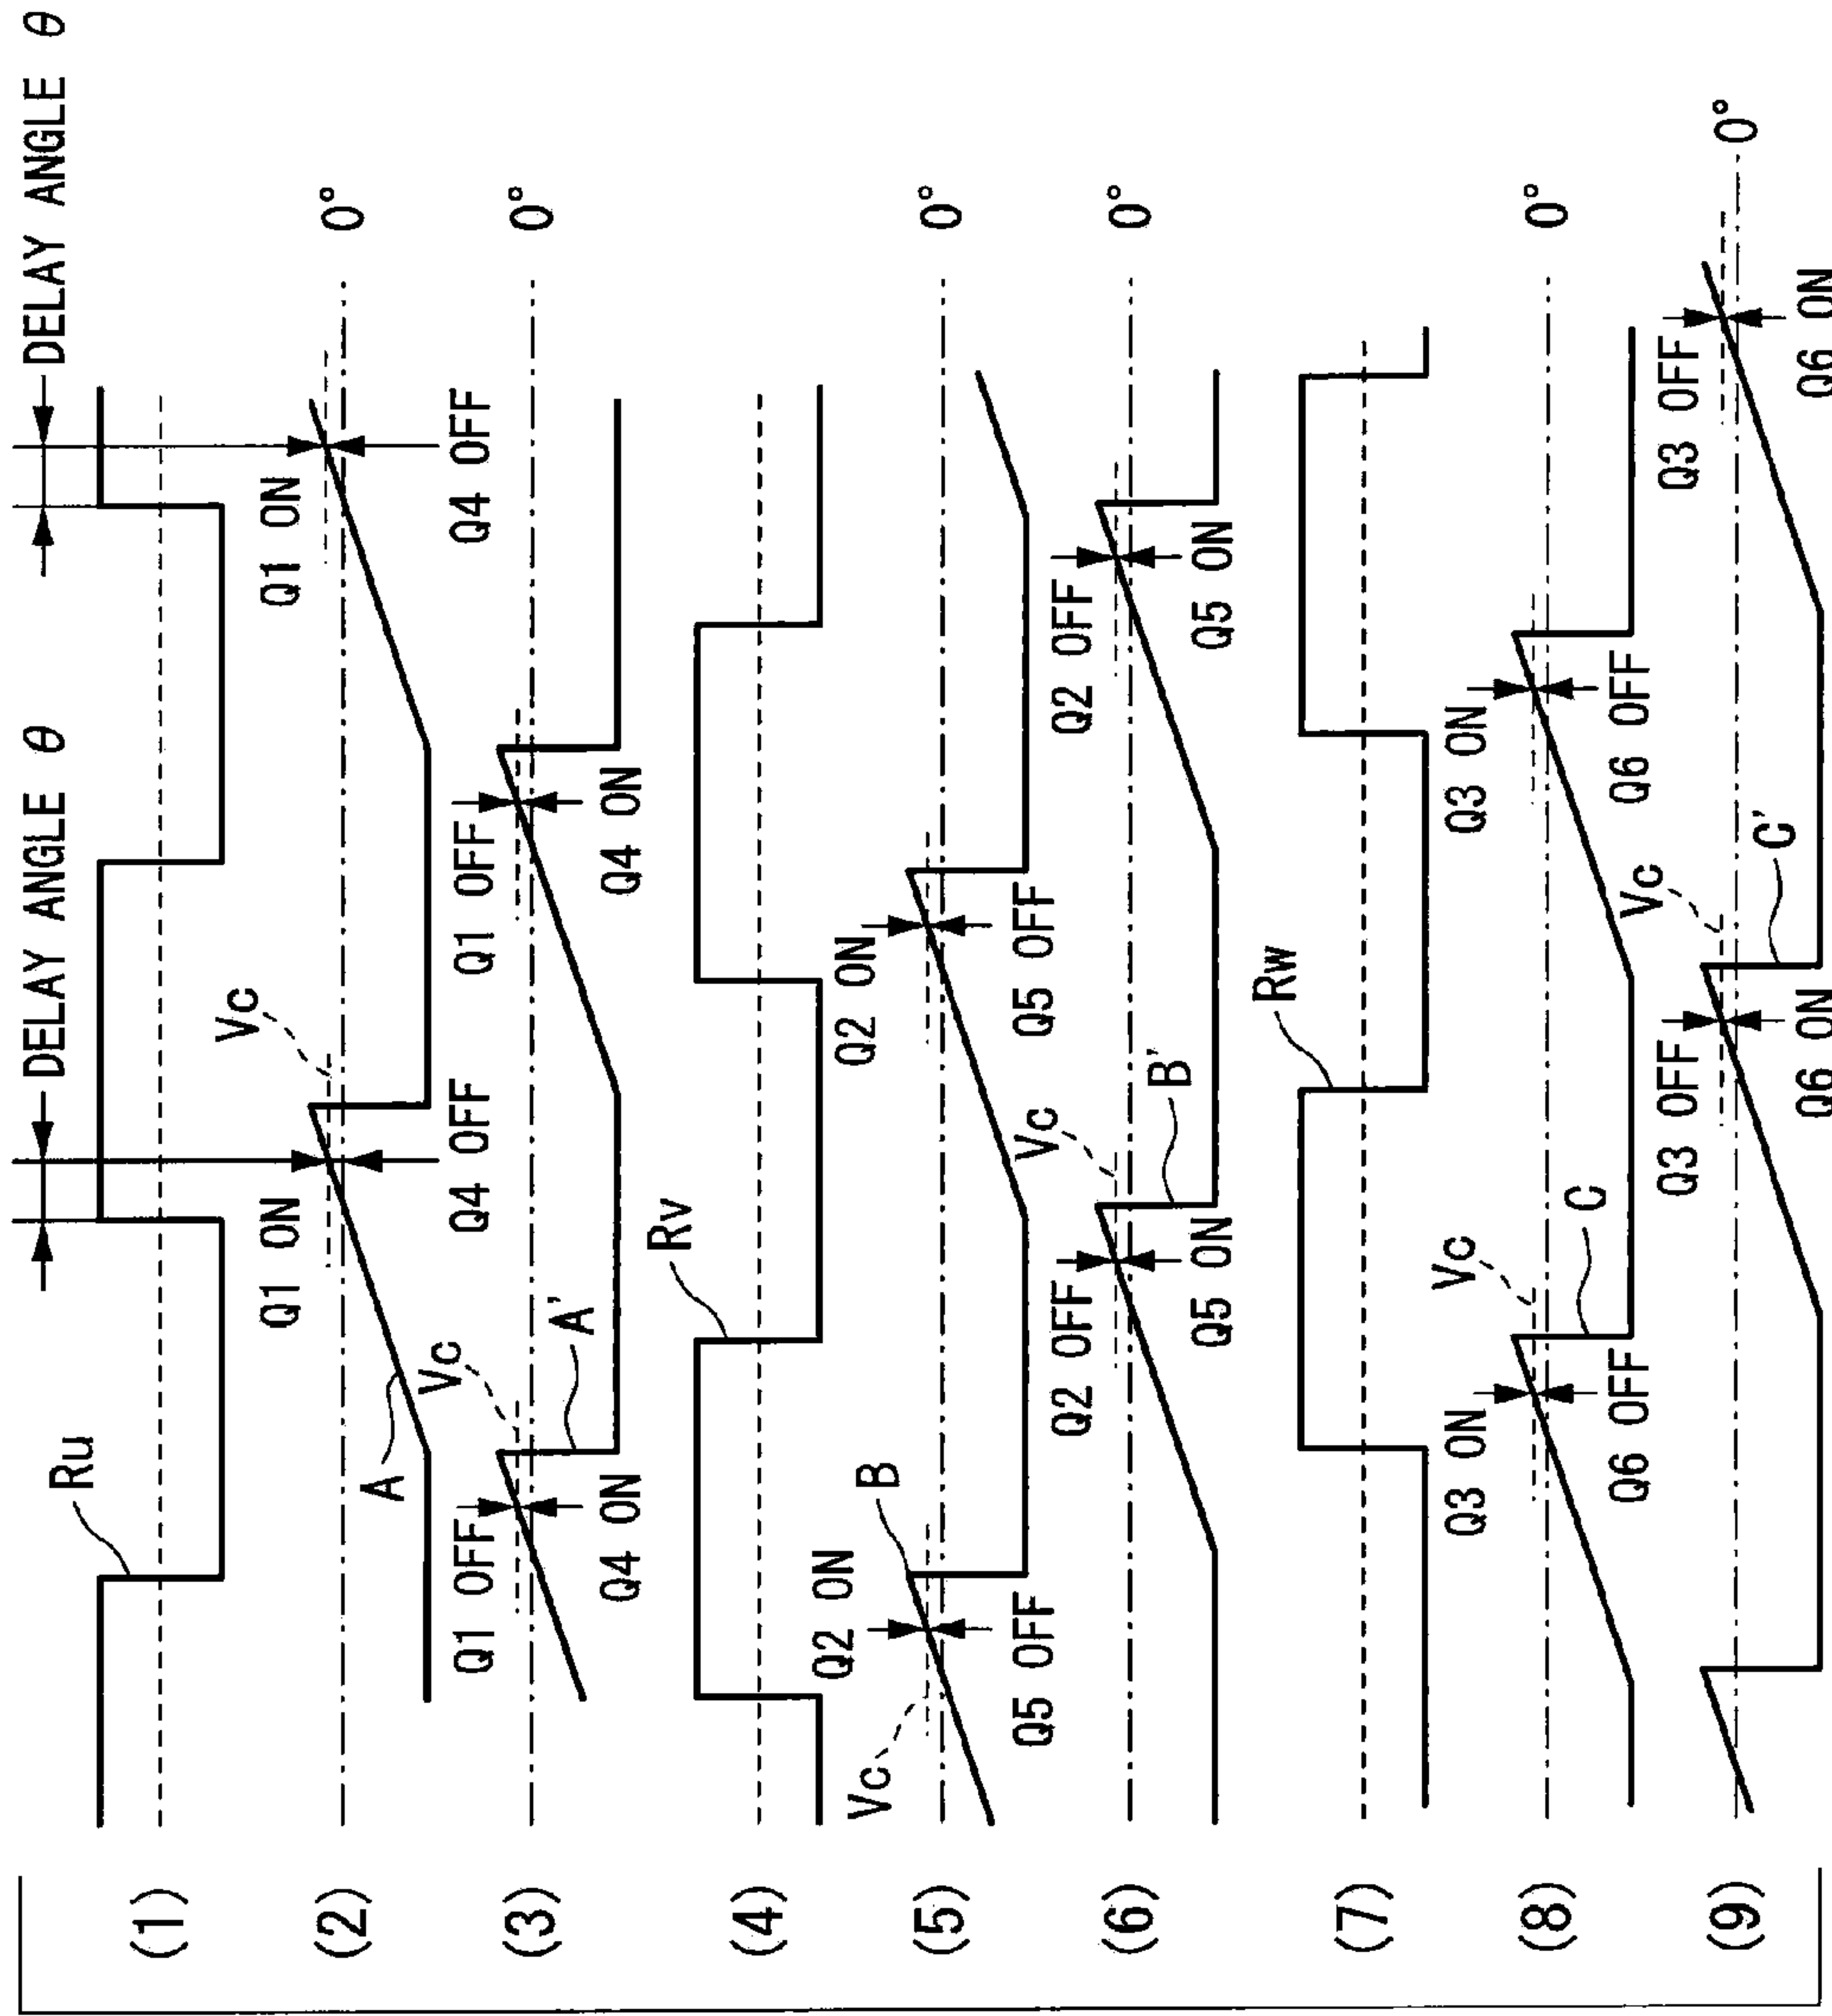 DELAY ANGLE θ
DELAY ANGLE θ
(1)
Ru
(2)
A
Q1 ON
Q4 OFF
Vc
Q1 ON
Q4 OFF
0°
(3)
Q1 OFF
Q4 ON
Vc
A'
Q1 OFF
Q4 ON
0°
(4)
Rv
(5)
Vc
Q2 ON
Q5 OFF
B
Q2 ON
Q5 OFF
0°
(6)
Q2 OFF
Q5 ON
Vc
B'
Q2 OFF
Q5 ON
0°
(7)
Rw
(8)
Q3 ON
Q6 OFF
Vc
C
Q3 ON
Q6 OFF
0°
(9)
Q3 OFF
Q6 ON
Vc
C'
Q3 OFF
Q6 ON
0°